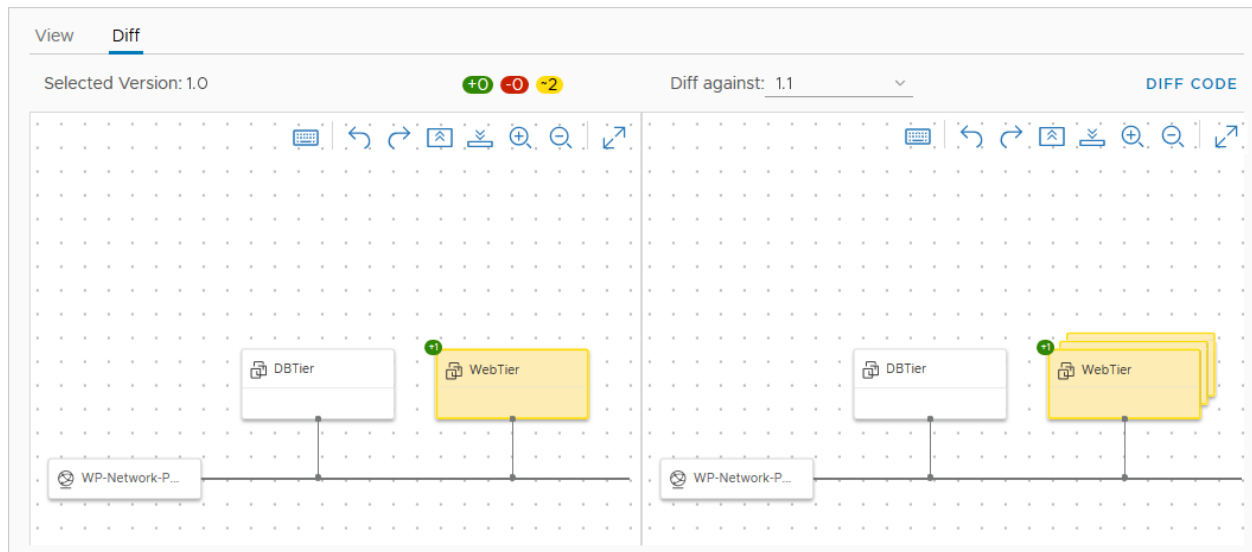 View Diff
Selected Version: 1.0 +0 -0 ~2 Diff against: 1.1 DIFF CODE
+1 +1
DBTier WebTier DBTier WebTier
WP-Network-P... WP-Network-P...